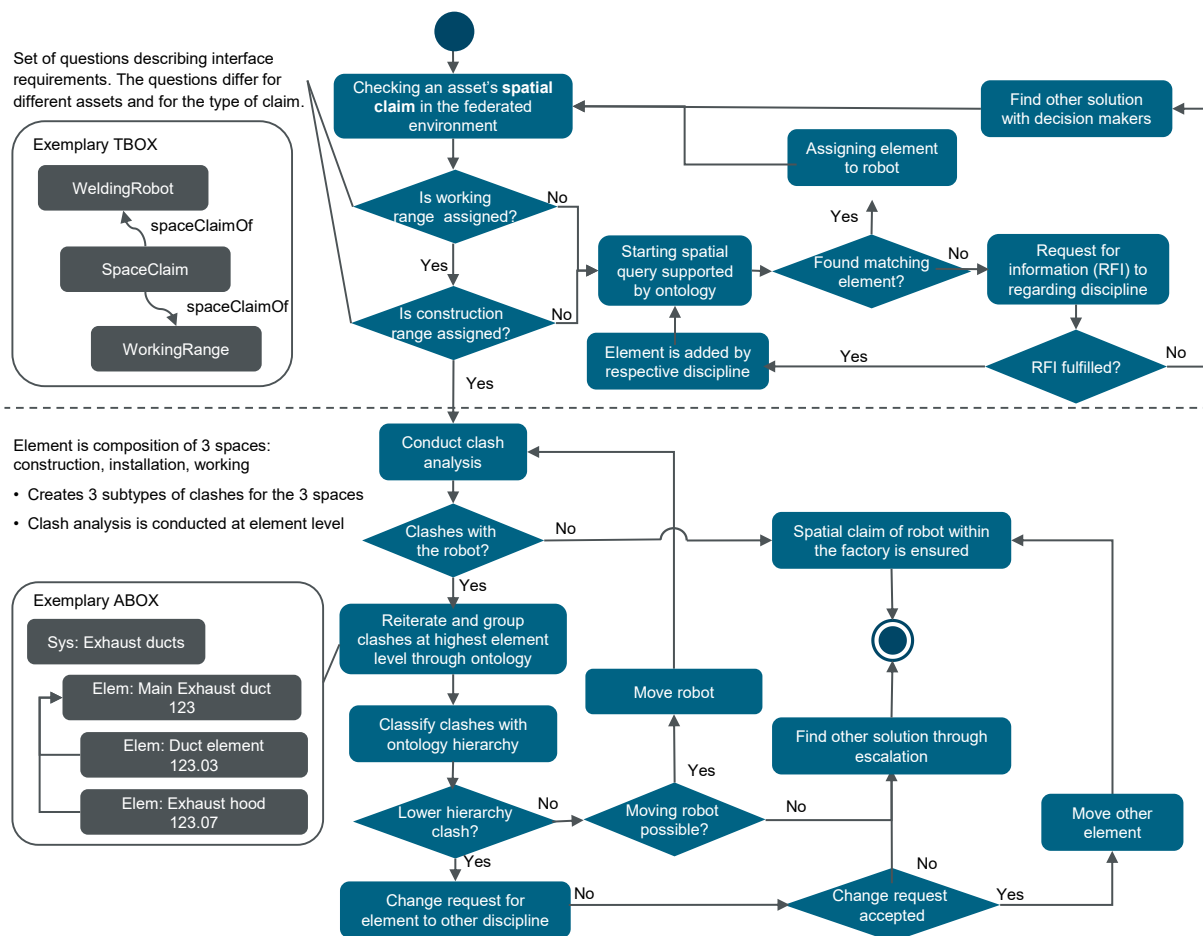 Set of questions describing interface
requirements. The questions differ for
different assets and for the type of claim.
Exemplary TBOX
WeldingRobot
spaceClaimOf
SpaceClaim
spaceClaimOf
WorkingRange
Checking an asset's spatial
claim in the federated
environment
Find other solution
with decision makers
Assigning element
to robot
Is working
range assigned?
No
Yes
Yes
Starting spatial
query supported
by ontology
Found matching
element?
No
Request for
information (RFI) to
regarding discipline
Is construction
range assigned?
No
Element is added by
respective discipline
Yes
RFI fulfilled?
No
Yes
Element is composition of 3 spaces:
construction, installation, working
• Creates 3 subtypes of clashes for the 3 spaces
• Clash analysis is conducted at element level
Conduct clash
analysis
Clashes with
the robot?
No
Spatial claim of robot within
the factory is ensured
Yes
Exemplary ABOX
Sys: Exhaust ducts
Elem: Main Exhaust duct
123
Elem: Duct element
123.03
Elem: Exhaust hood
123.07
Reiterate and group
clashes at highest element
level through ontology
Move robot
Classify clashes with
ontology hierarchy
Find other solution through
escalation
Yes
Lower hierarchy
clash?
No
Moving robot
possible?
No
Move other
element
Yes
No
Change request for
element to other discipline
No
Change request
accepted
Yes